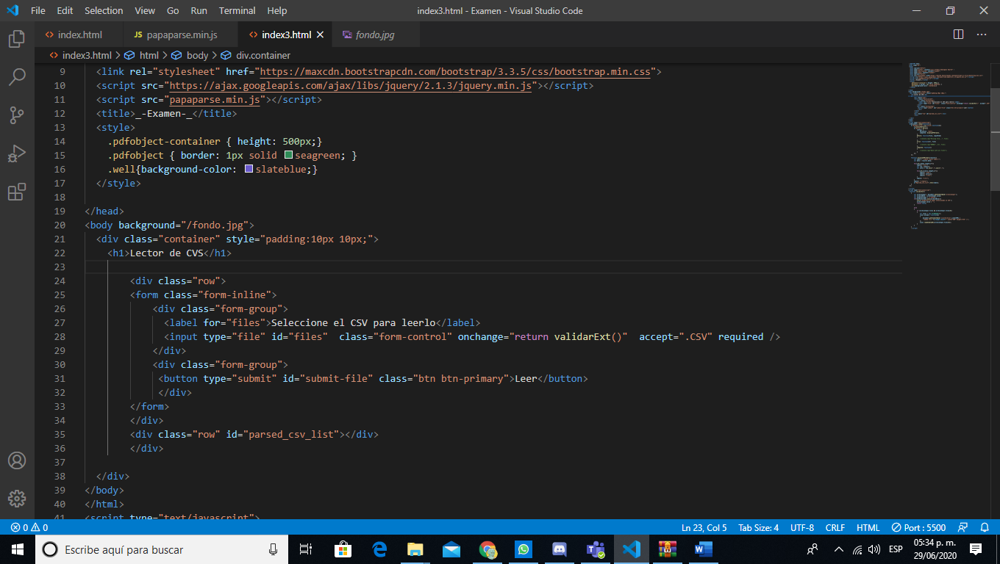 File Edit Selection View Go Run Terminal Help index3.html - Examen - Visual Studio Code
<> index.html JS papaparse.min.js <> index3.html fondo.jpg
<> index3.html > html > body > div.container
9 <link rel="stylesheet" href="https://maxcdn.bootstrapcdn.com/bootstrap/3.3.5/css/bootstrap.min.css">
10 <script src="https://ajax.googleapis.com/ajax/libs/jquery/2.1.3/jquery.min.js"></script>
11 <script src="papaparse.min.js"></script>
12 <title>_-Examen-_</title>
13 <style>
14 .pdfobject-container { height: 500px;}
15 .pdfobject { border: 1px solid seagreen; }
16 .well{background-color: slateblue;}
17 </style>
18
19 </head>
20 <body background="/fondo.jpg">
21 <div class="container" style="padding:10px 10px;">
22 <h1>Lector de CVS</h1>
23
24 <div class="row">
25 <form class="form-inline">
26 <div class="form-group">
27 <label for="files">Seleccione el CSV para leerlo</label>
28 <input type="file" id="files"  class="form-control" onchange="return validarExt()"  accept=".CSV" required />
29 </div>
30 <div class="form-group">
31 <button type="submit" id="submit-file" class="btn btn-primary">Leer</button>
32 </div>
33 </form>
34 </div>
35 <div class="row" id="parsed_csv_list"></div>
36 </div>
37
38 </div>
39 </body>
40 </html>
41 <script type="text/javascript">
0 0 Ln 23, Col 5 Tab Size: 4 UTF-8 CRLF HTML Port : 5500
Escribe aquí para buscar ESP 05:34 p. m.
29/06/2020